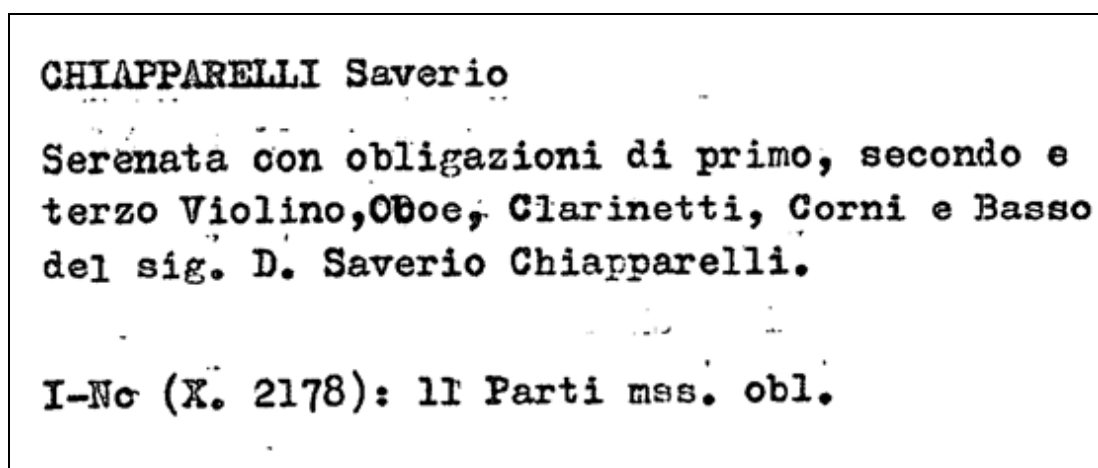 CHIAPPARELLI Saverio
Serenata con obligazioni di primo, secondo e
terzo Violino,Oboe, Clarinetti, Corni e Basso
del sig. D. Saverio Chiapparelli.
I-Nc (X. 2178): 11 Parti mss. obl.